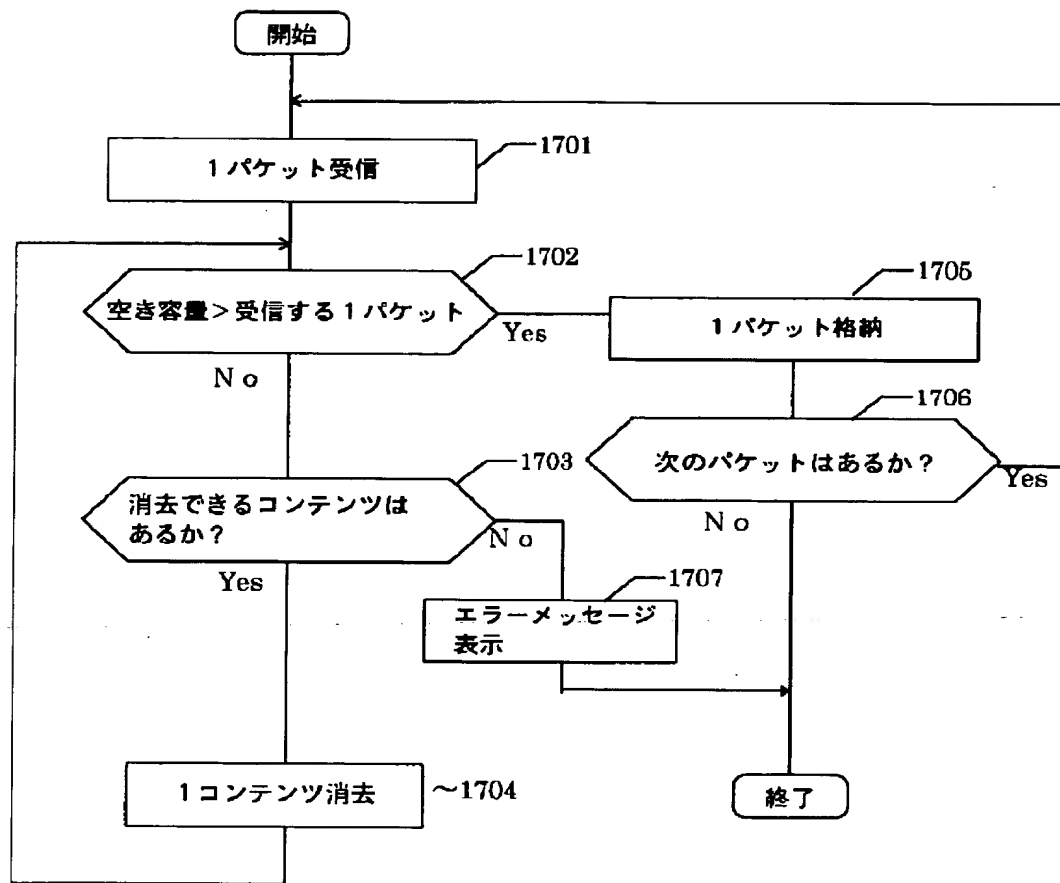 開始
1パケット受信
1701
空き容量>受信する1パケット
1702
Yes
No
1パケット格納
1705
次のパケットはあるか?
1706
Yes
No
消去できるコンテンツは
あるか?
1703
No
Yes
エラーメッセージ
表示
1707
1コンテンツ消去
~1704
終了